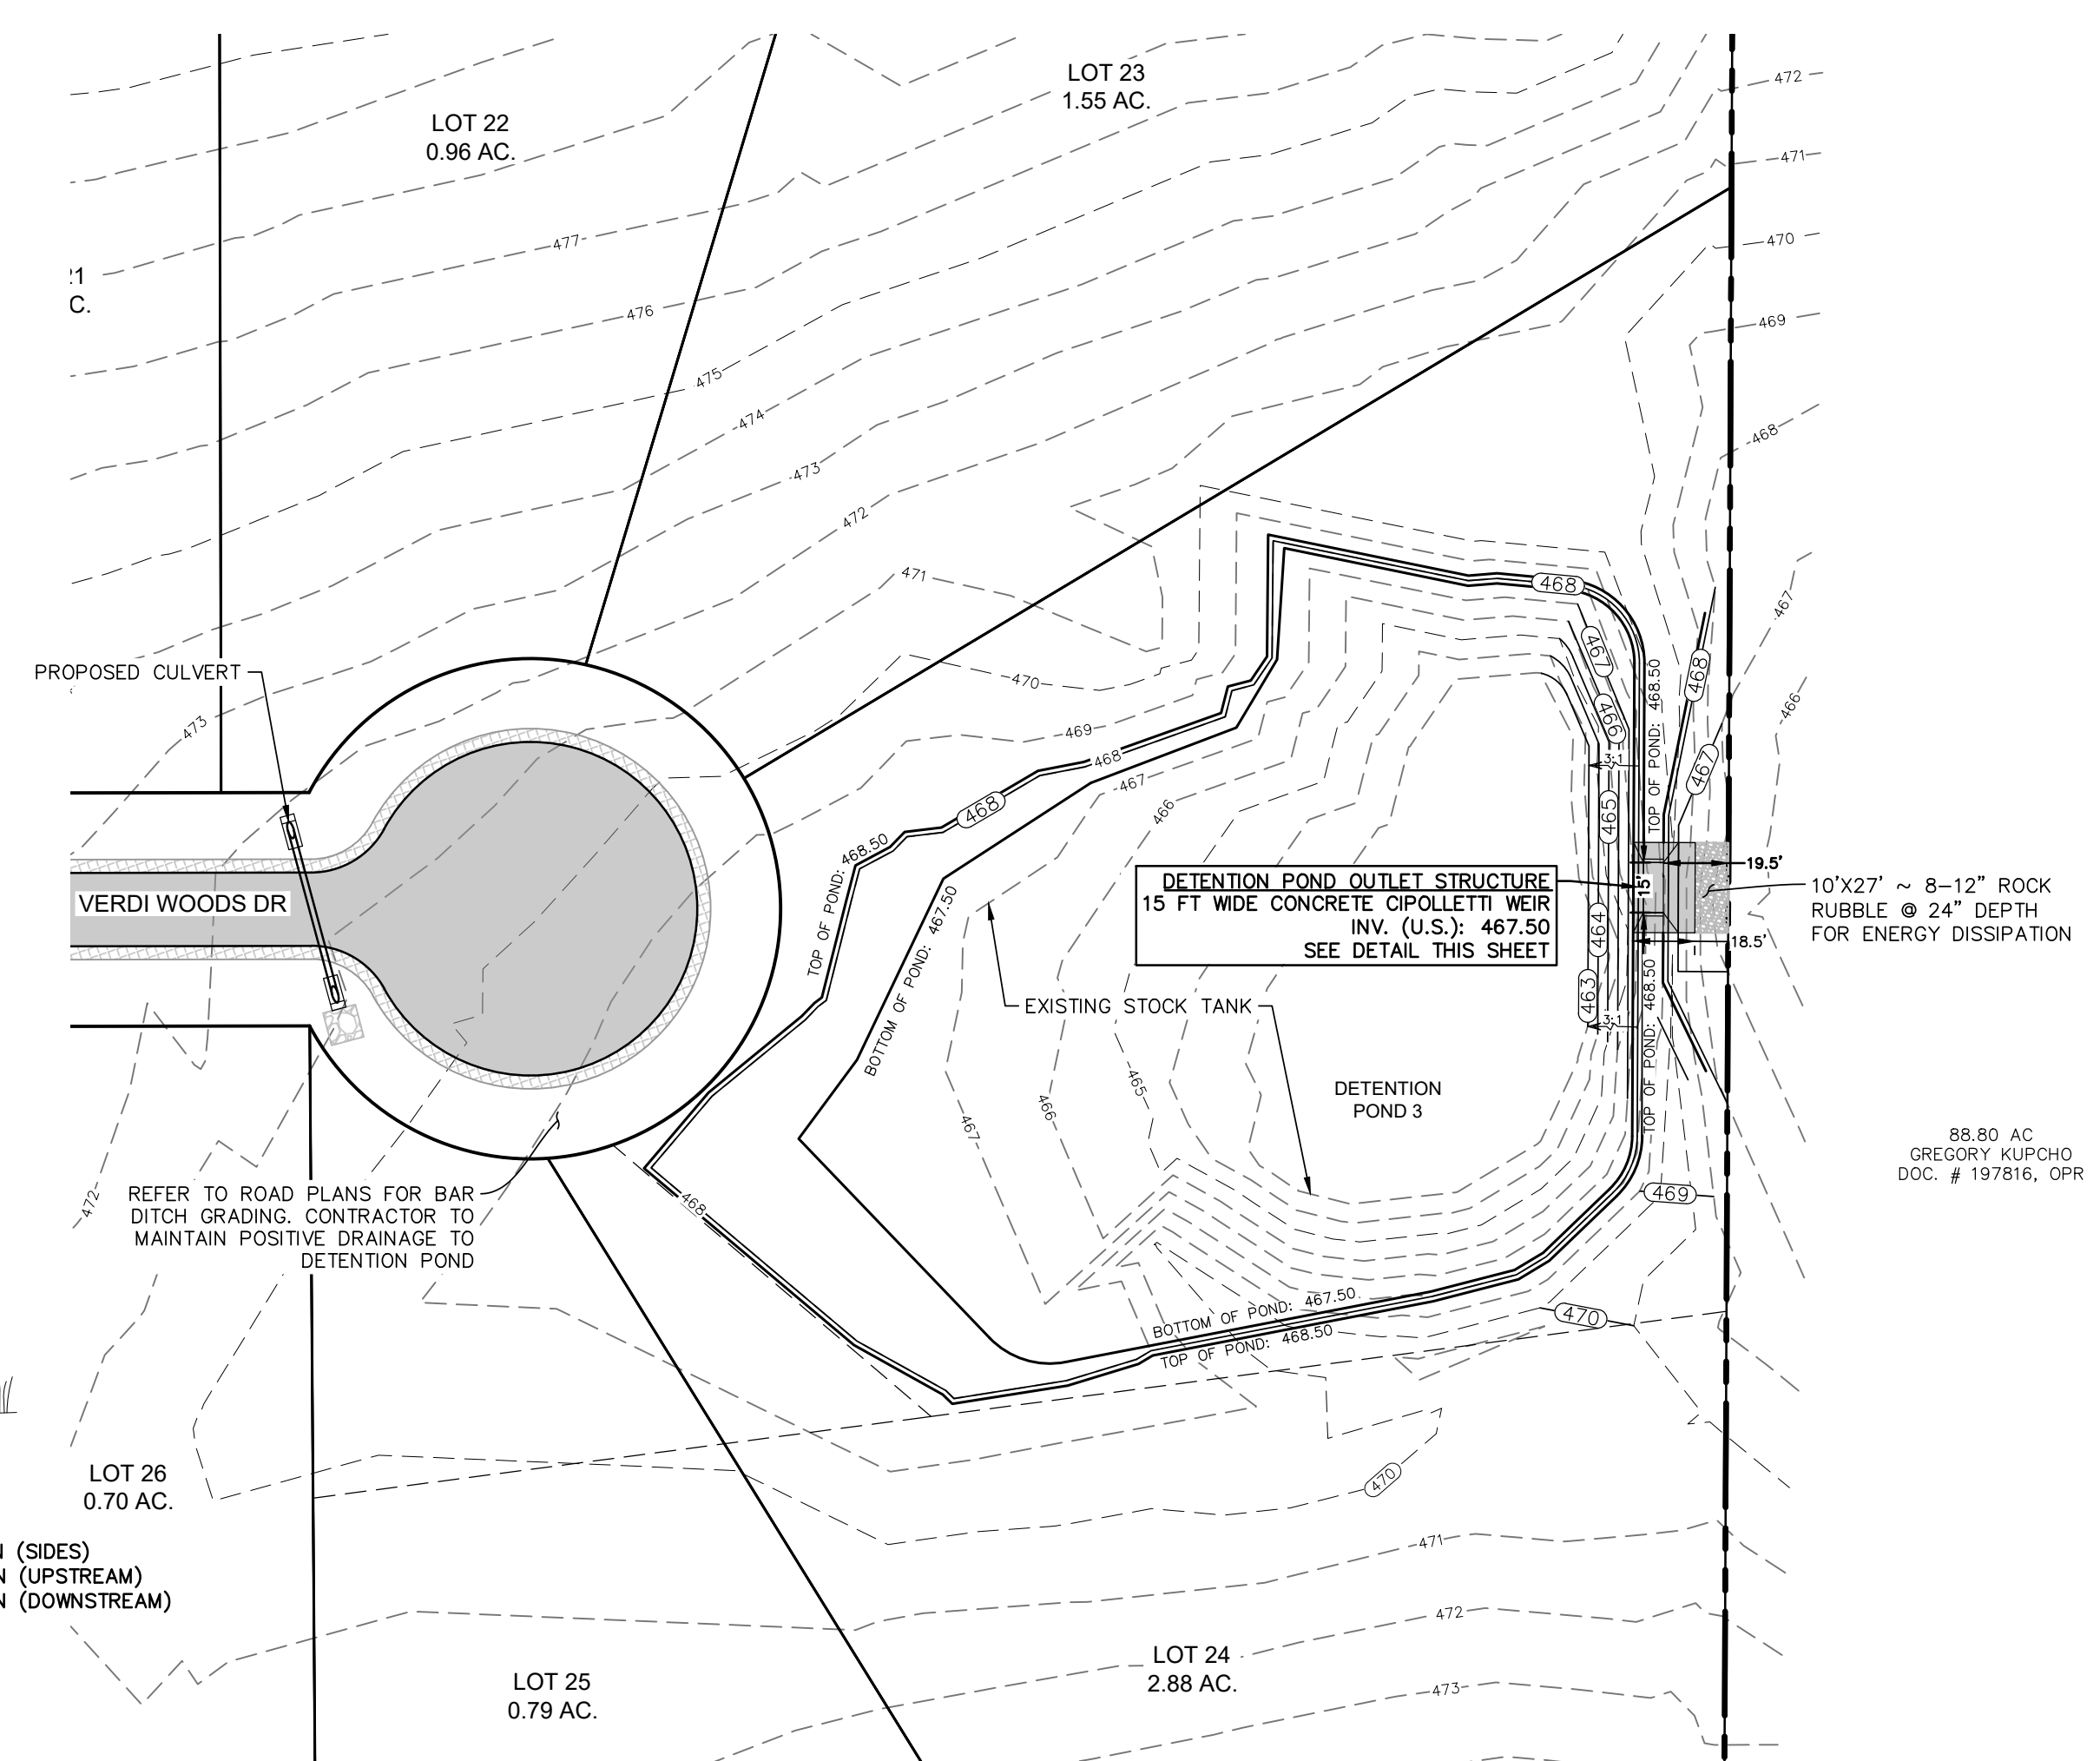 LOT 23
1.55 AC.
472
LOT 22
0.96 AC.
471
477
470
476
469
475
474
468
473
472
471
468
467
467
PROPOSED CULVERT
470
468
466
TOP OF POND: 468.50
473
469
466
468
467
467
3:1
468
466
465
468.50
TOP OF POND:
19.5'
VERDI WOODS DR
DETENTION POND OUTLET STRUCTURE
15 FT WIDE CONCRETE CIPOLLETTI WEIR
INV. (U.S.): 467.50
SEE DETAIL THIS SHEET
15'
10'X27' ~ 8-12" ROCK
RUBBLE @ 24" DEPTH
FOR ENERGY DISSIPATION
464
18.5'
BOTTOM OF POND: 467.50
EXISTING STOCK TANK
463
3:1
TOP OF POND: 468.50
465
466
467
DETENTION
POND 3
88.80 AC
GREGORY KUPCHO
DOC. # 197816, OPR
472
REFER TO ROAD PLANS FOR BAR
DITCH GRADING. CONTRACTOR TO
MAINTAIN POSITIVE DRAINAGE TO
DETENTION POND
468
469
BOTTOM OF POND: 467.50
TOP OF POND: 468.50
470
LOT 26
0.70 AC.
470
(SIDES)
(UPSTREAM)
(DOWNSTREAM)
471
472
LOT 25
0.79 AC.
LOT 24
2.88 AC.
473